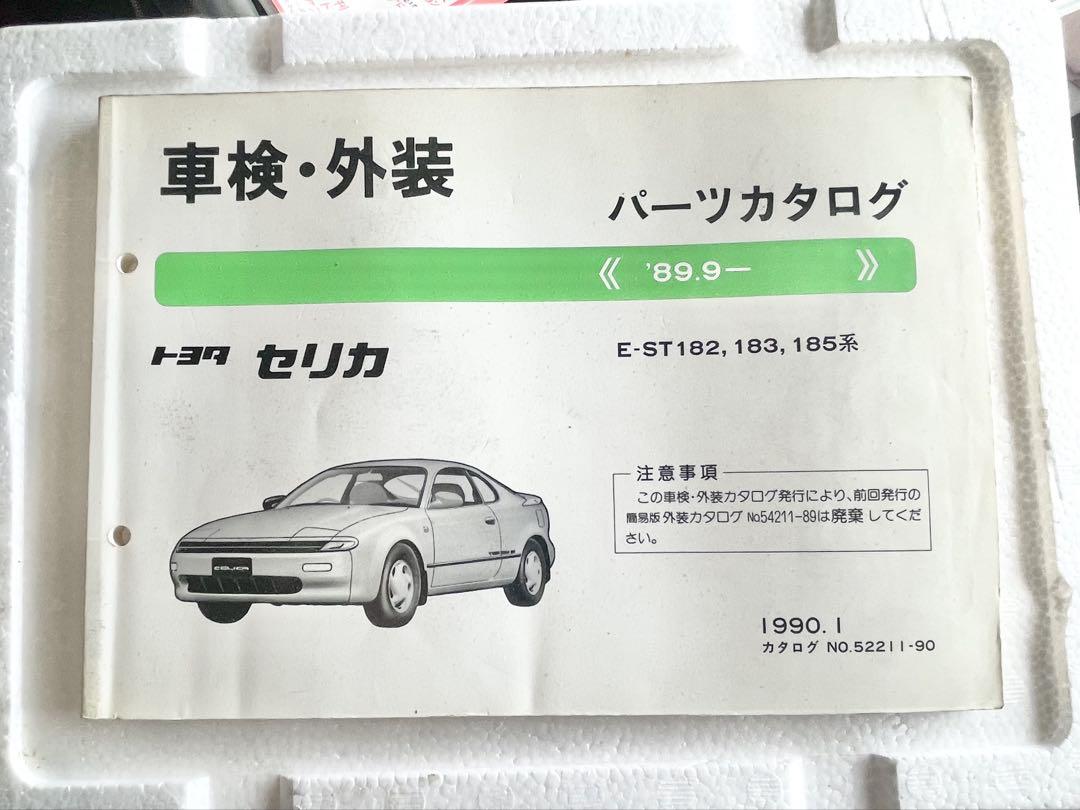 車検・外装
パーツカタログ
《 '89.9ー 》
トヨタ セリカ
E-ST182, 183, 185系
注意事項
この車検・外装カタログ発行により、前回発行の
簡易版 外装カタログ No.54211-89は廃棄してくだ
さい。
CELICA
1990.1
カタログ NO.52211-90